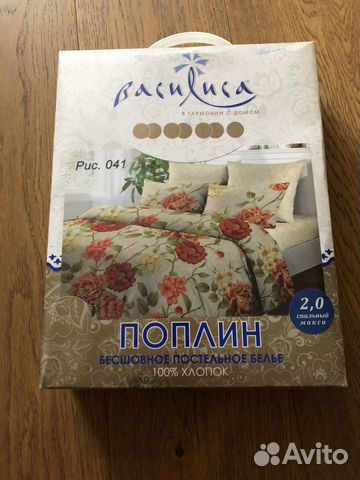 Василиса
В ГАРМОНИИ С ДОМОМ
Рис. 041
2,0
спальный
макси
ПОПЛИН
БЕСШОВНОЕ ПОСТЕЛЬНОЕ БЕЛЬЕ
100% ХЛОПОК
Avito